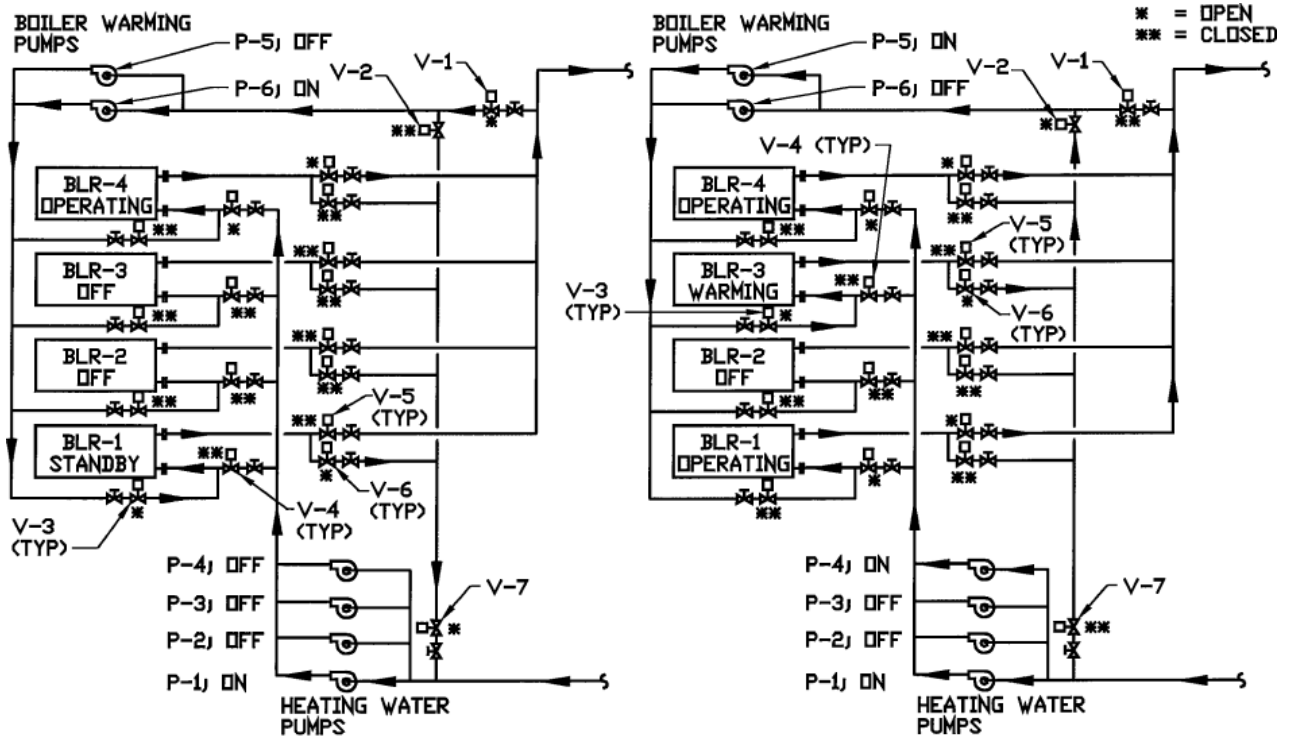 BOILER WARMING
PUMPS
P-5; OFF
P-6; ON
V-2
V-1
**
*
BLR-4
OPERATING
*
**
**
*
BLR-3
OFF
**
**
**
**
BLR-2
OFF
**
**
**
**
V-5
(TYP)
BLR-1
STANDBY
**
**
*
V-6
(TYP)
V-4
(TYP)
V-3
(TYP)
*
P-4; OFF
P-3; OFF
P-2; OFF
P-1; ON
V-7
*
HEATING WATER
PUMPS
* = OPEN
** = CLOSED
BOILER WARMING
PUMPS
P-5; ON
P-6; OFF
V-2
V-1
*
**
V-4 (TYP)
BLR-4
OPERATING
*
**
**
*
V-5
(TYP)
BLR-3
WARMING
**
**
*
*
V-3
(TYP)
V-6
(TYP)
BLR-2
OFF
**
**
**
**
BLR-1
OPERATING
*
**
*
**
P-4; ON
P-3; OFF
P-2; OFF
P-1; ON
V-7
**
HEATING WATER
PUMPS